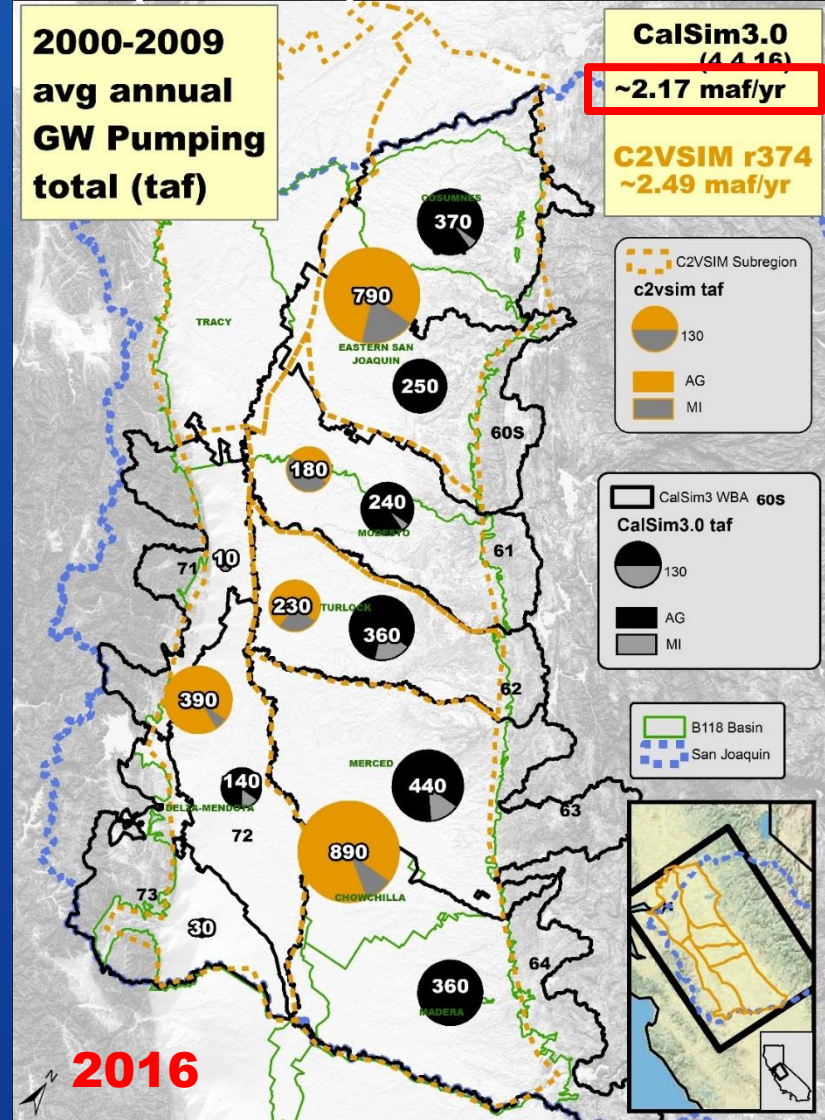 2000-2009
avg annual
GW Pumping
total (taf)
CalSim3.0
(4.4.16)
~2.17 maf/yr
C2VSIM r374
~2.49 maf/yr
COSUMNES
370
790
TRACY
EASTERN SAN
JOAQUIN
250
60S
180
240
MODESTO
61
71
10
230
TURLOCK
360
62
390
MERCED
440
140
DELTA-MENDOTA
72
63
890
CHOWCHILLA
73
30
64
360
MADERA
C2VSIM Subregion
c2vsim taf
130
AG
MI
CalSim3 WBA 60S
CalSim3.0 taf
130
AG
MI
B118 Basin
San Joaquin
2016
N